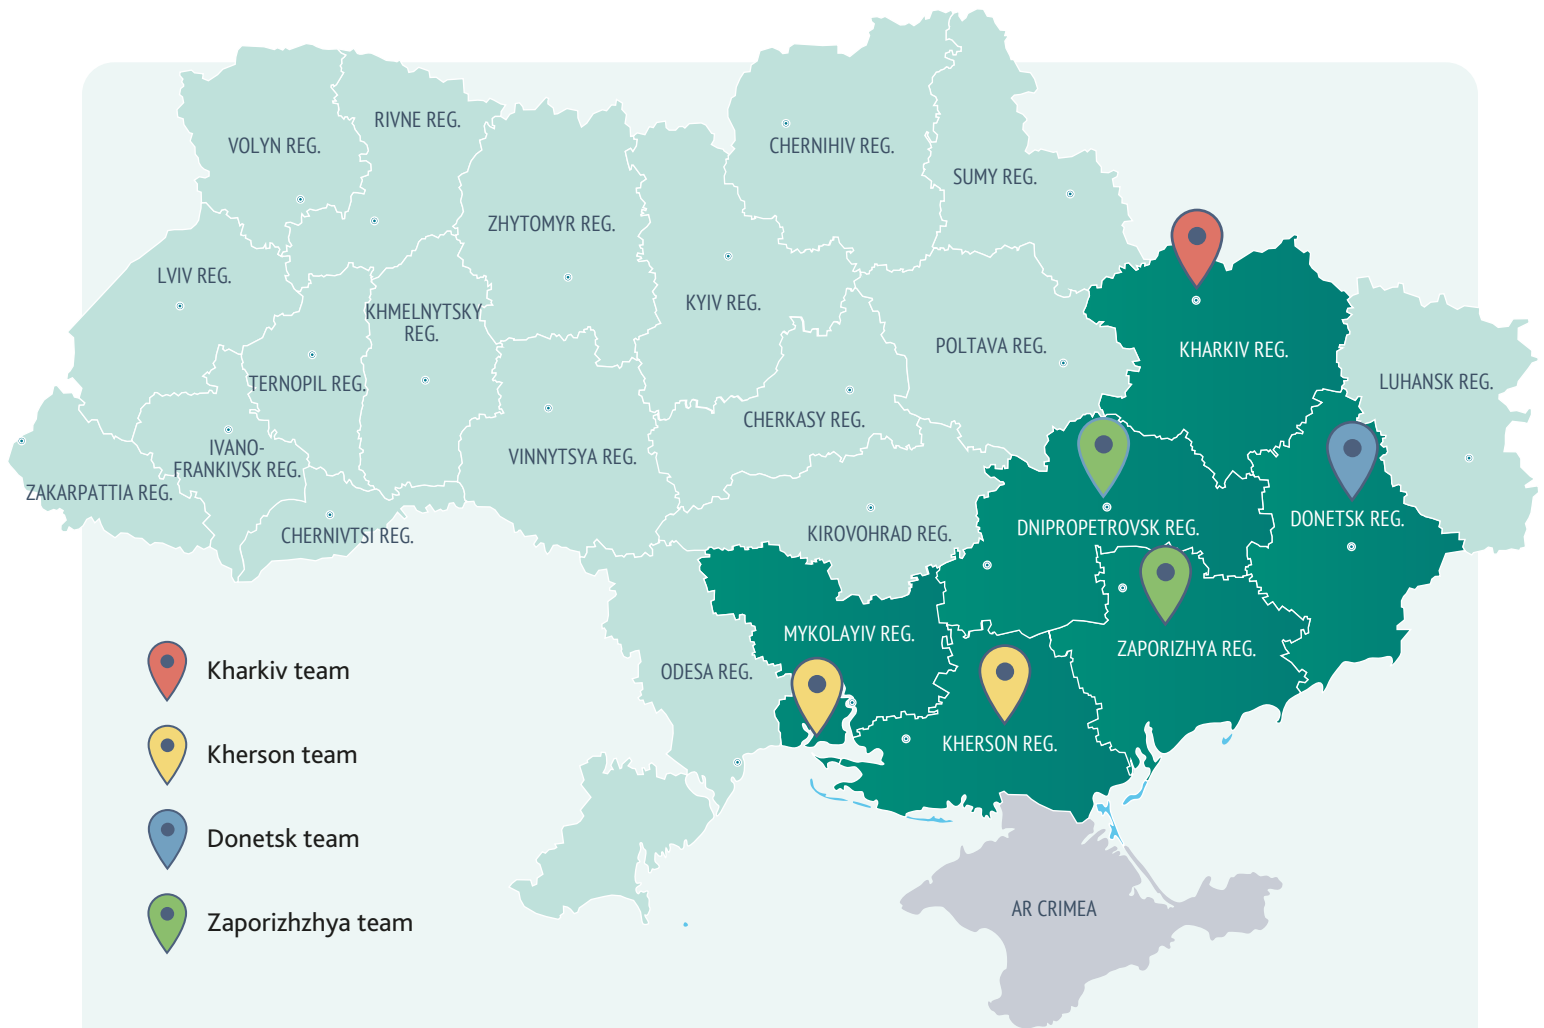 RIVNE REG.
VOLYN REG.
CHERNIHIV REG.
SUMY REG.
ZHYTOMYR REG.
LVIV REG.
KYIV REG.
KHMELNYTSKY
REG.
POLTAVA REG.
KHARKIV REG.
TERNOPIL REG.
LUHANSK REG.
CHERKASY REG.
IVANO-
FRANKIVSK REG.
VINNYTSYA REG.
ZAKARPATTIA REG.
DONETSK REG.
DNIPROPETROVSK REG.
CHERNIVTSI REG.
KIROVOHRAD REG.
MYKOLAYIV REG.
ZAPORIZHYA REG.
ODESA REG.
KHERSON REG.
AR CRIMEA
Kharkiv team
Kherson team
Donetsk team
Zaporizhzhya team